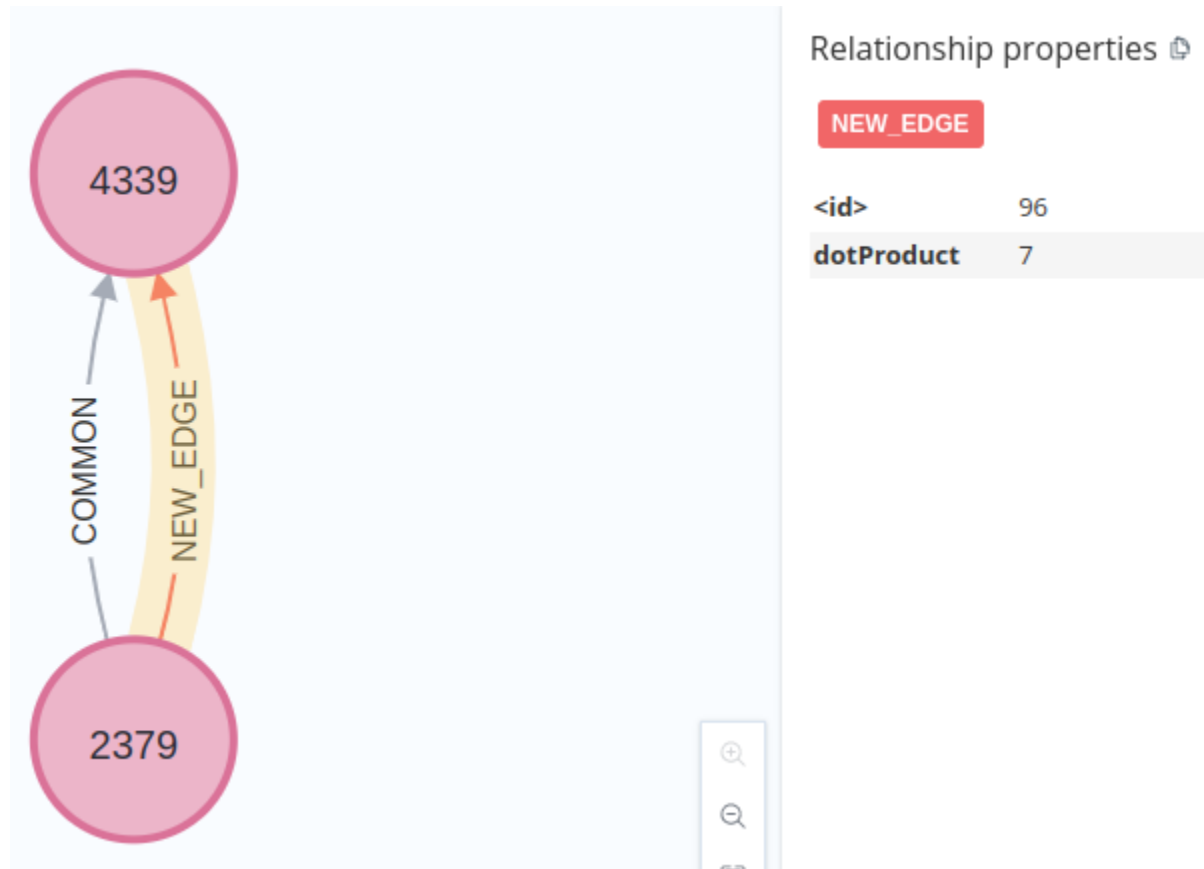 4339
COMMON
NEW_EDGE
2379
Relationship properties
NEW_EDGE
<id> 96
dotProduct 7